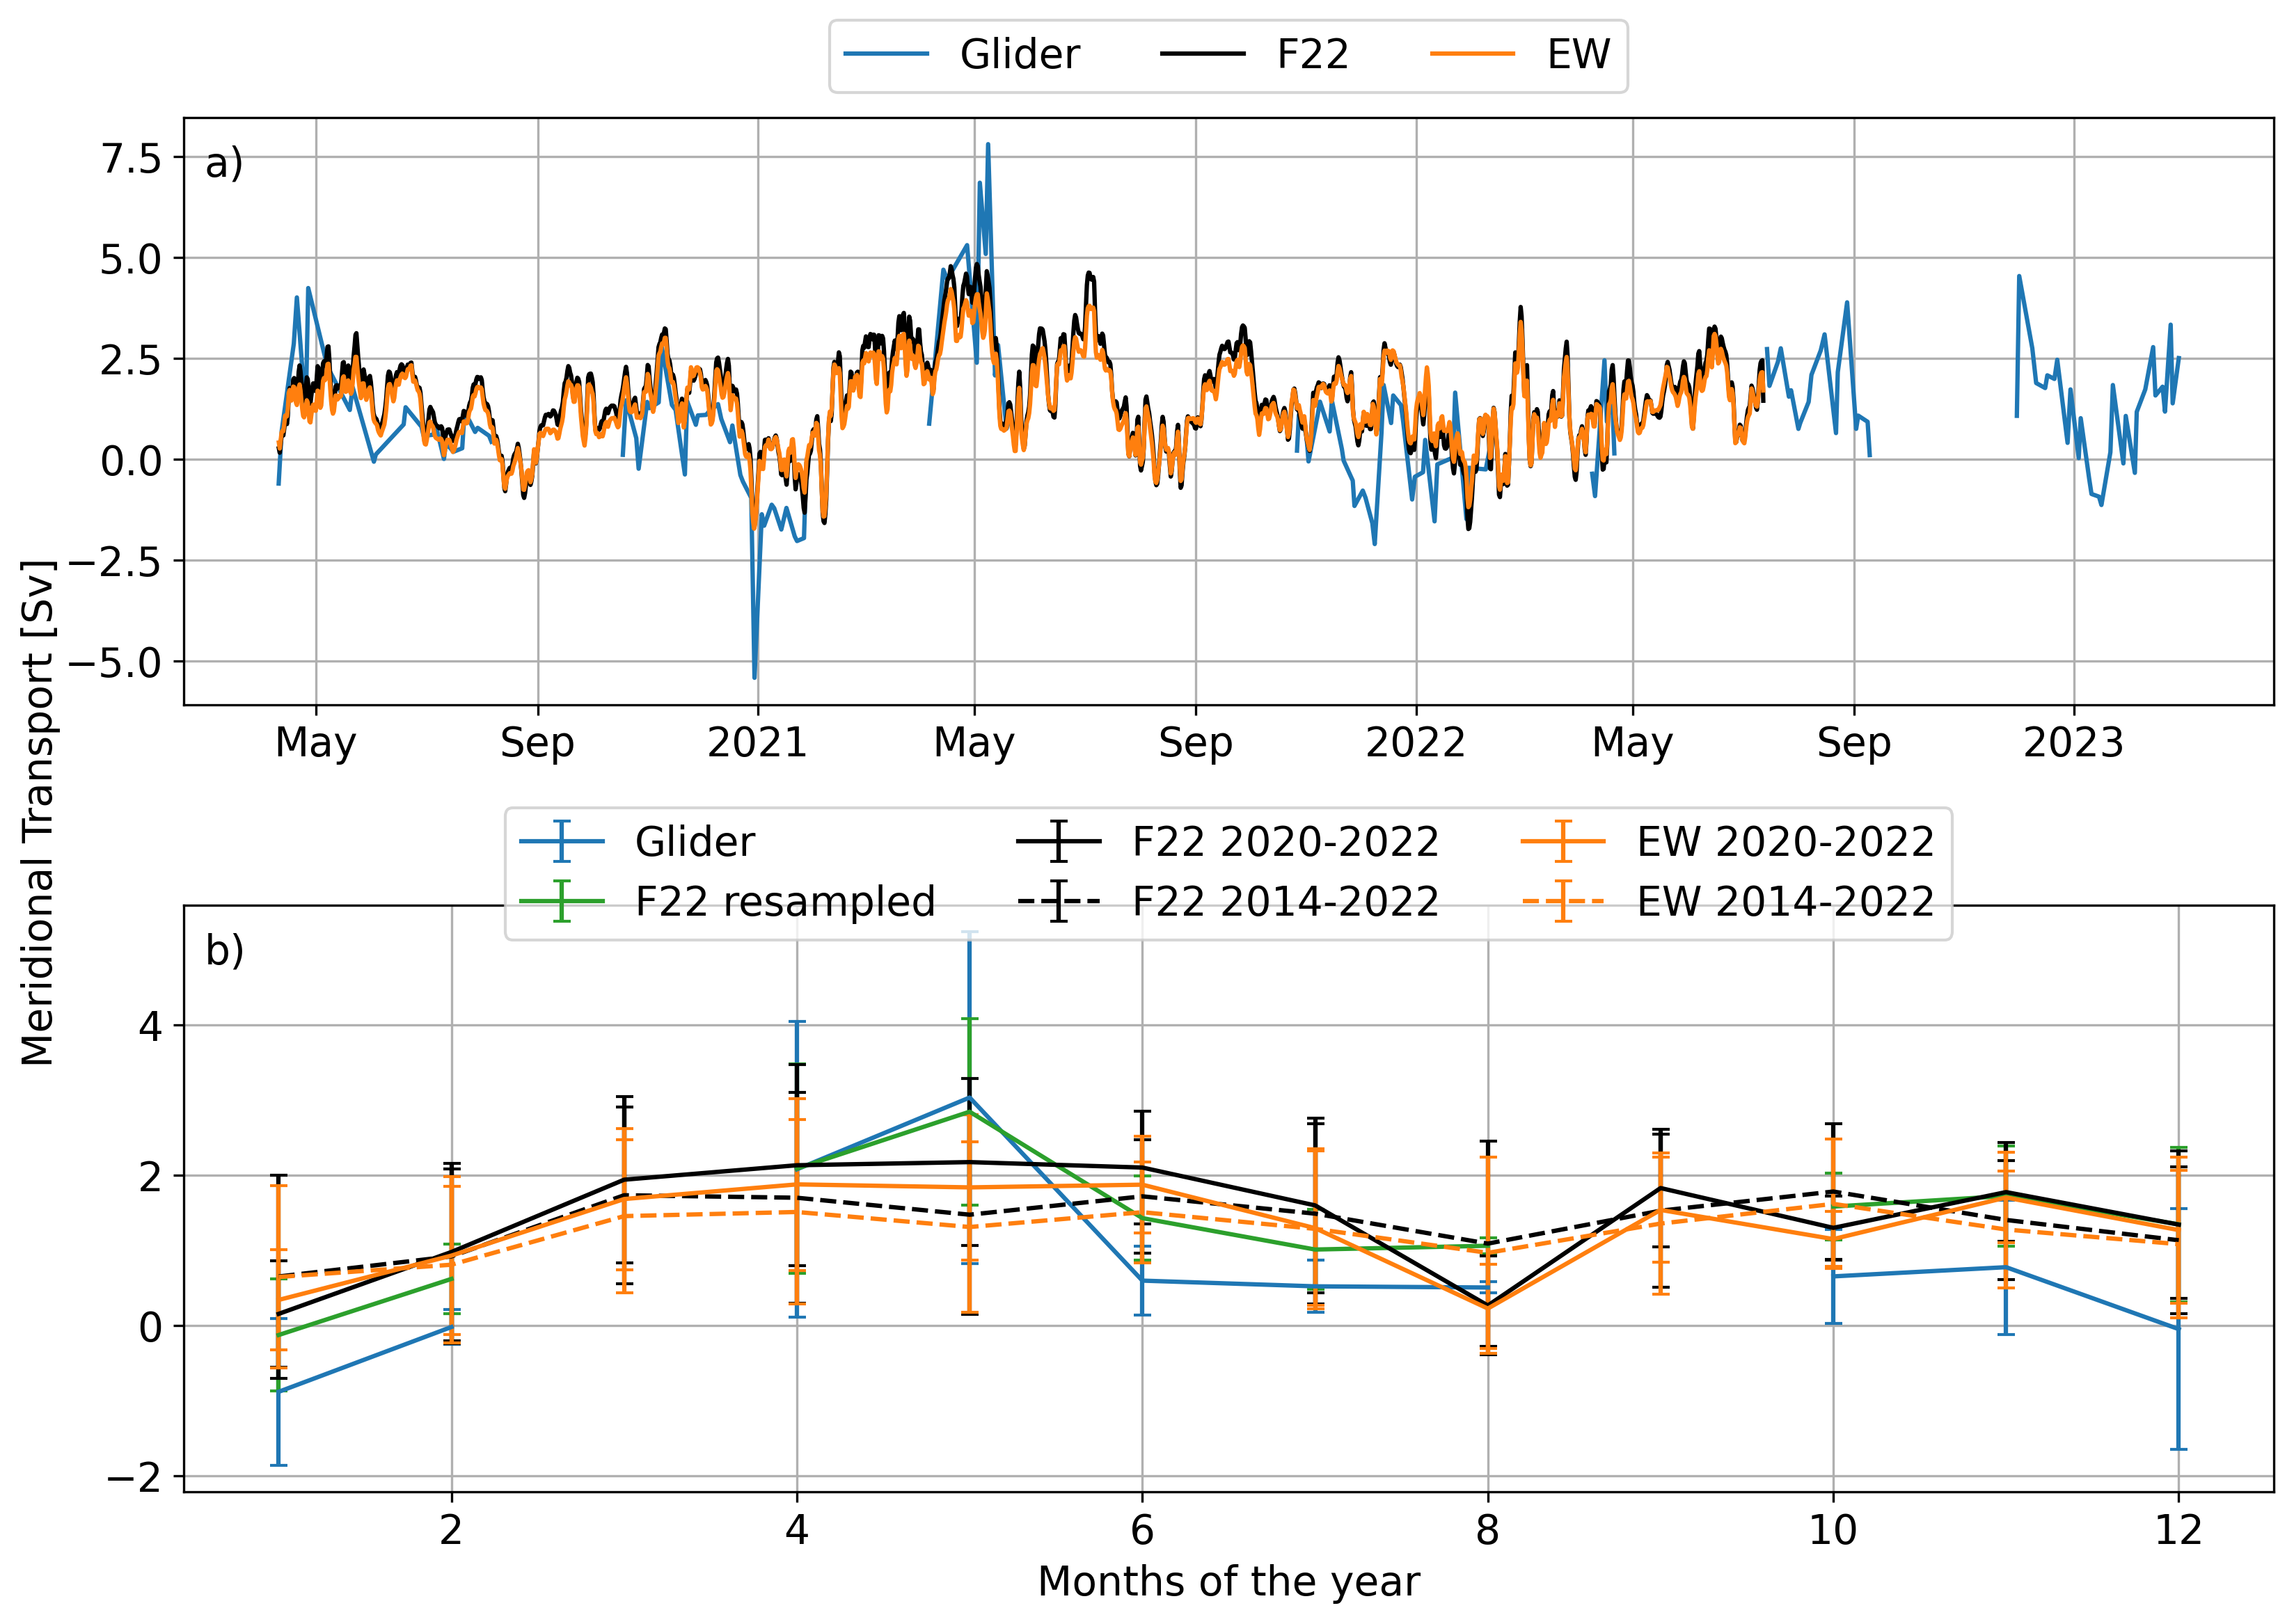 Glider F22 EW
a)
7.5
5.0
2.5
0.0
−2.5
−5.0
May Sep 2021 May Sep 2022 May Sep 2023
Meridional Transport [Sv]
Glider F22 2020-2022 EW 2020-2022
F22 resampled F22 2014-2022 EW 2014-2022
b)
4
2
0
−2
2 4 6 8 10 12
Months of the year